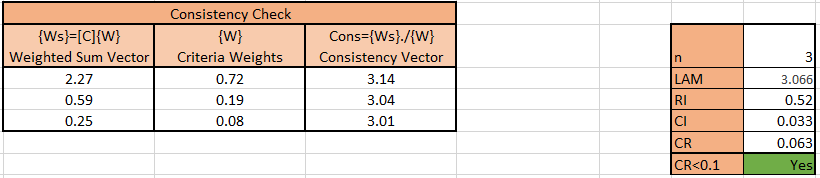 Consistency Check
{Ws}=[C]{W} {W} Cons={Ws}./{W}
Weighted Sum Vector Criteria Weights Consistency Vector
2.27 0.72 3.14
0.59 0.19 3.04
0.25 0.08 3.01
n 3
LAM 3.066
RI 0.52
CI 0.033
CR 0.063
CR<0.1 Yes